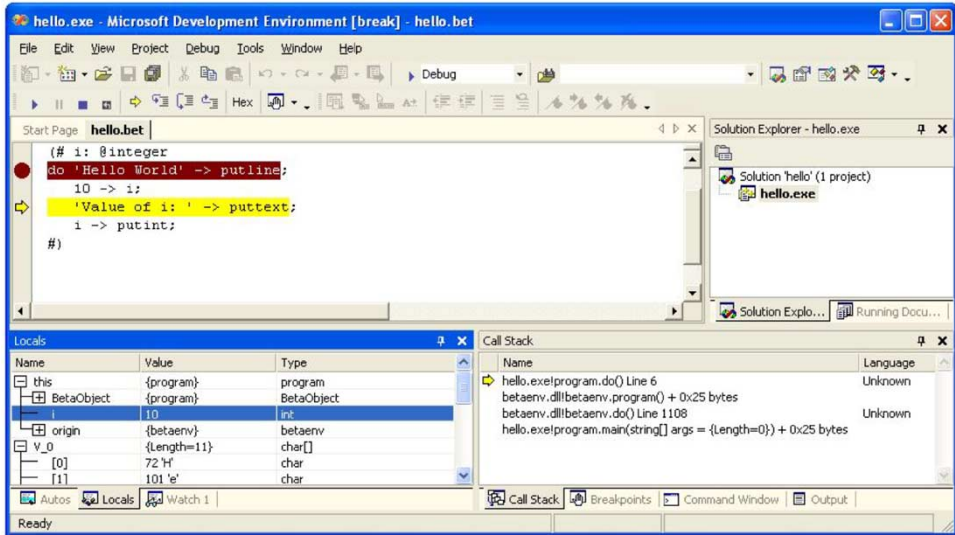 hello.exe - Microsoft Development Environment [break] - hello.bet
File Edit View Project Debug Tools Window Help
Debug
Hex
Start Page hello.bet
(# i: @integer
do 'Hello World' -> putline;
10 -> i;
'Value of i: ' -> puttext;
i -> putint;
#)
Solution Explorer - hello.exe
Solution 'hello' (1 project)
hello.exe
Solution Explo... Running Docu...
Locals
Name Value Type
this {program} program
BetaObject {program} BetaObject
i 10 int
origin {betaenv} betaenv
V_0 {Length=11} char[]
[0] 72 'H' char
[1] 101 'e' char
Autos Locals Watch 1
Call Stack
Name Language
hello.exe!program.do() Line 6 Unknown
betaenv.dll!betaenv.program() + 0x25 bytes
betaenv.dll!betaenv.do() Line 1108 Unknown
hello.exe!program.main(string[] args = {Length=0}) + 0x25 bytes
Call Stack Breakpoints Command Window Output
Ready